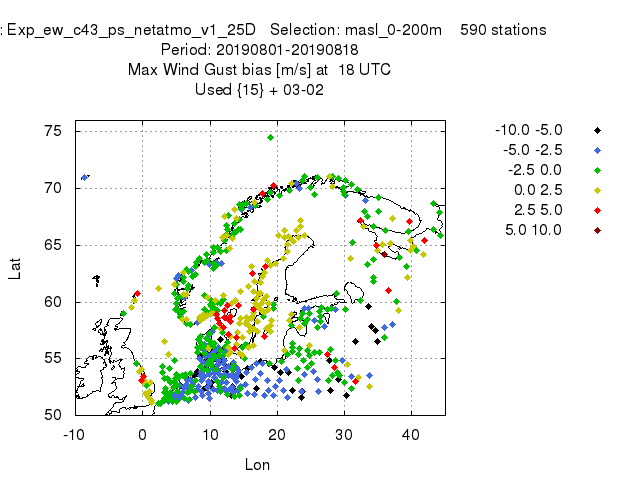 : Exp_ew_c43_ps_netatmo_v1_25D Selection: masl_0-200m 590 stations
Period: 20190801-20190818
Max Wind Gust bias [m/s] at 18 UTC
Used {15} + 03-02
-10.0 -5.0
-5.0 -2.5
-2.5 0.0
0.0 2.5
2.5 5.0
5.0 10.0
75
70
65
60
55
50
Lat
-10 0 10 20 30 40
Lon